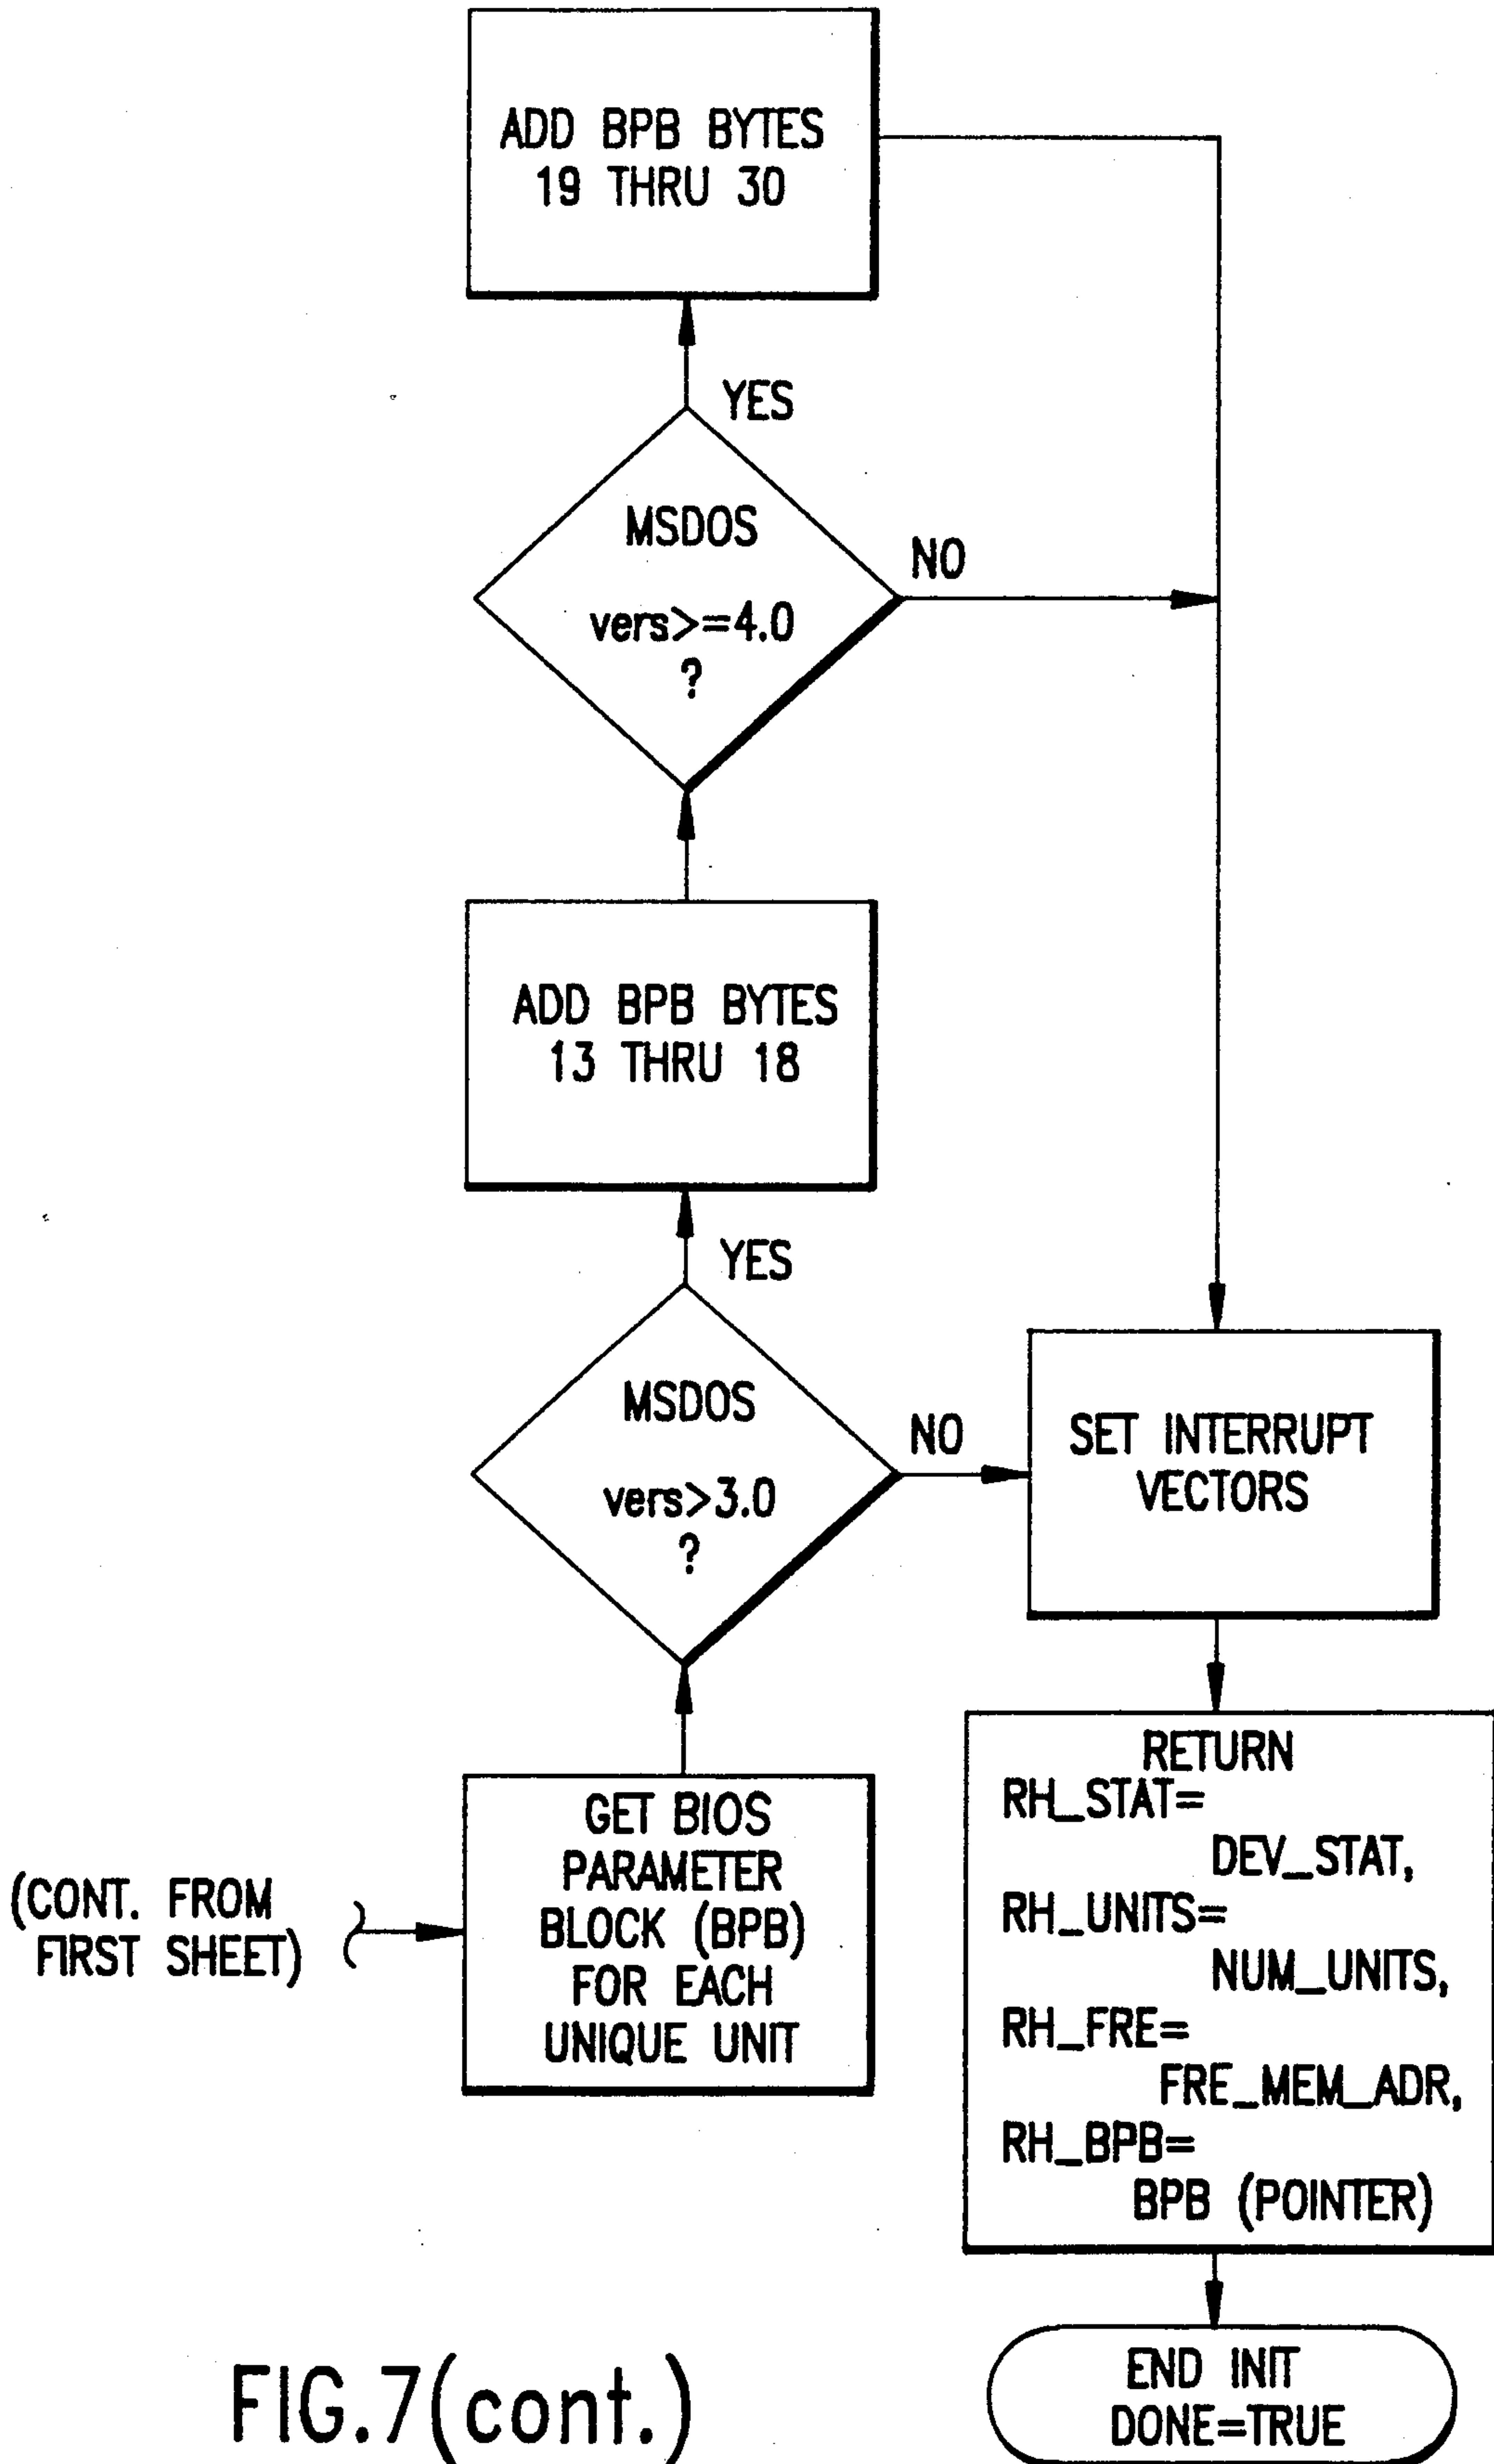 ADD BPB BYTES
19 THRU 30
YES
MSDOS
vers>=4.0
?
NO
ADD BPB BYTES
13 THRU 18
YES
MSDOS
vers>3.0
?
NO
SET INTERRUPT
VECTORS
(CONT. FROM
FIRST SHEET)
GET BIOS
PARAMETER
BLOCK (BPB)
FOR EACH
UNIQUE UNIT
RETURN
RH_STAT=
DEV_STAT,
RH_UNITS=
NUM_UNITS,
RH_FRE=
FRE_MEM_ADR,
RH_BPB=
BPB (POINTER)
END INIT
DONE=TRUE
FIG.7(cont.)